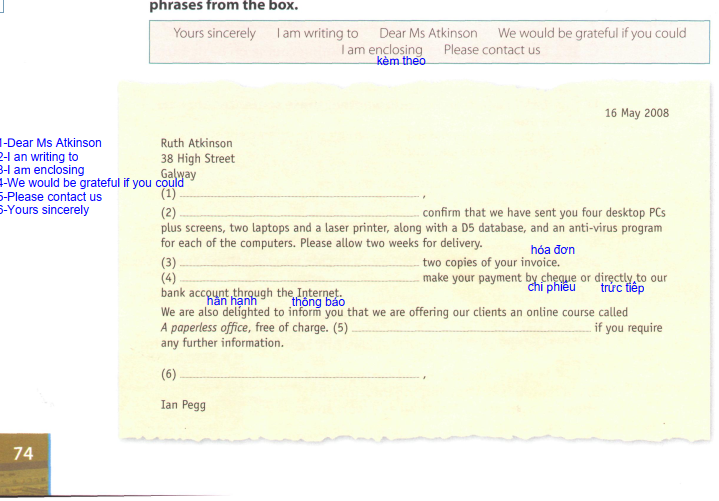 phrases from the box.
Yours sincerely I am writing to Dear Ms Atkinson We would be grateful if you could
I am enclosing Please contact us
kèm theo
16 May 2008
1-Dear Ms Atkinson
2-I an writing to
3-I am enclosing
4-We would be grateful if you could
5-Please contact us
6-Yours sincerely
Ruth Atkinson
38 High Street
Galway
(1) ,
(2) confirm that we have sent you four desktop PCs
plus screens, two laptops and a laser printer, along with a D5 database, and an anti-virus program
for each of the computers. Please allow two weeks for delivery.
hóa đơn
(3) two copies of your invoice.
(4) make your payment by cheque or directly to our
chi phiếu trưc tiếp
bank account through the Internet.
hân hạnh thông báo
We are also delighted to inform you that we are offering our clients an online course called
A paperless office, free of charge. (5) if you require
any further information.
(6) ,
Ian Pegg
74